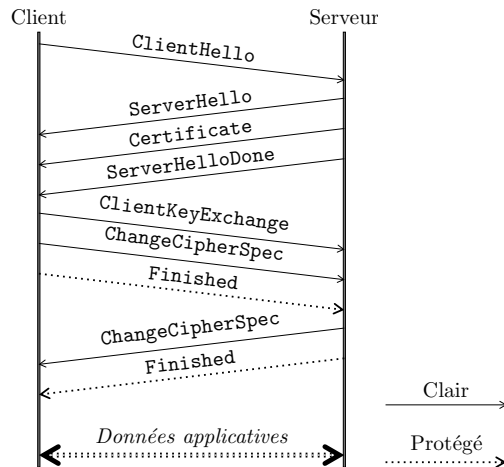 Client Serveur
ClientHello
ServerHello
Certificate
ServerHelloDone
ClientKeyExchange
ChangeCipherSpec
Finished
ChangeCipherSpec
Finished
Clair
Données applicatives
Protégé